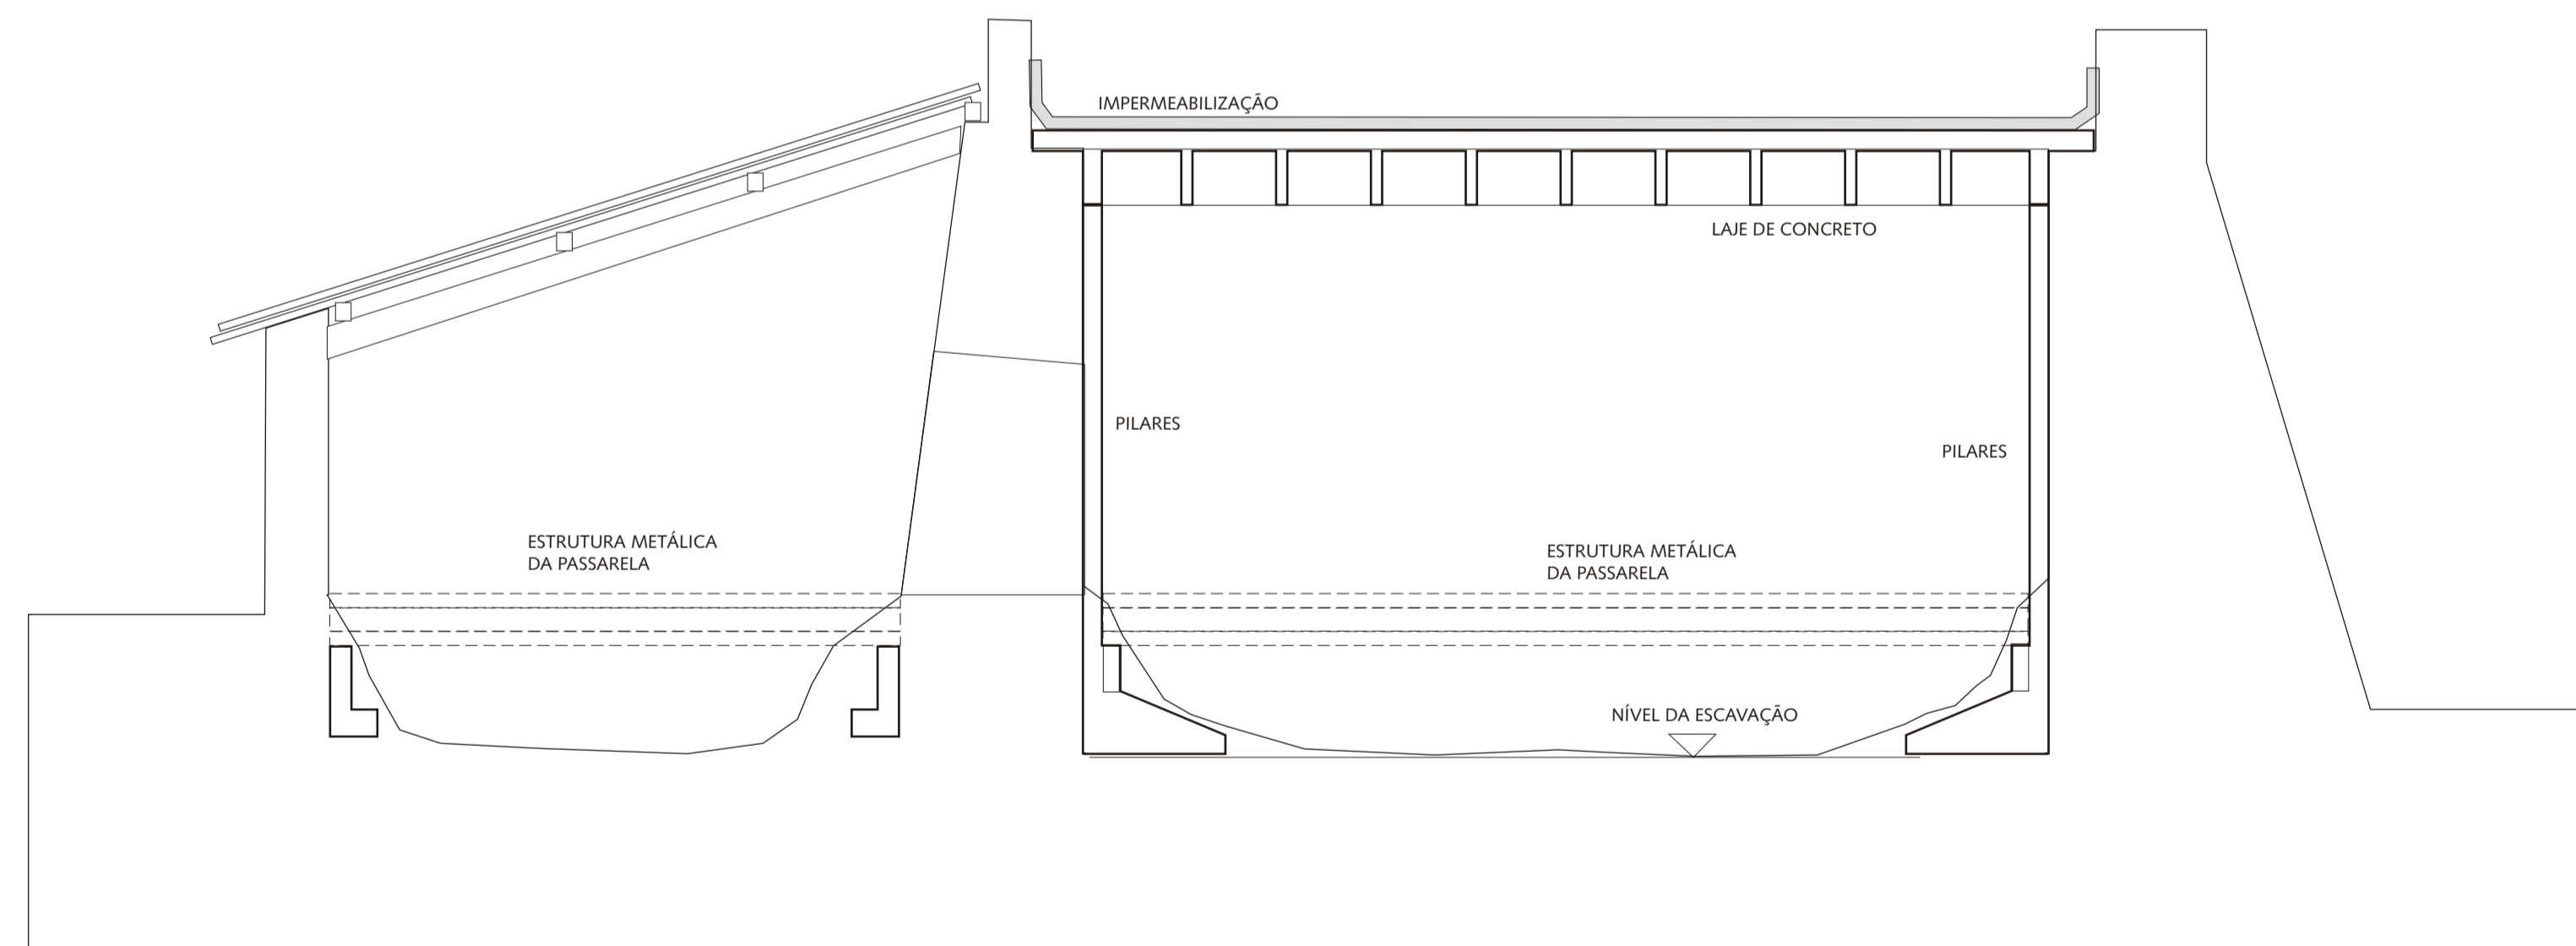 IMPERMEABILIZAÇÃO
LAJE DE CONCRETO
PILARES
PILARES
ESTRUTURA METÁLICA
DA PASSARELA
ESTRUTURA METÁLICA
DA PASSARELA
NÍVEL DA ESCAVAÇÃO